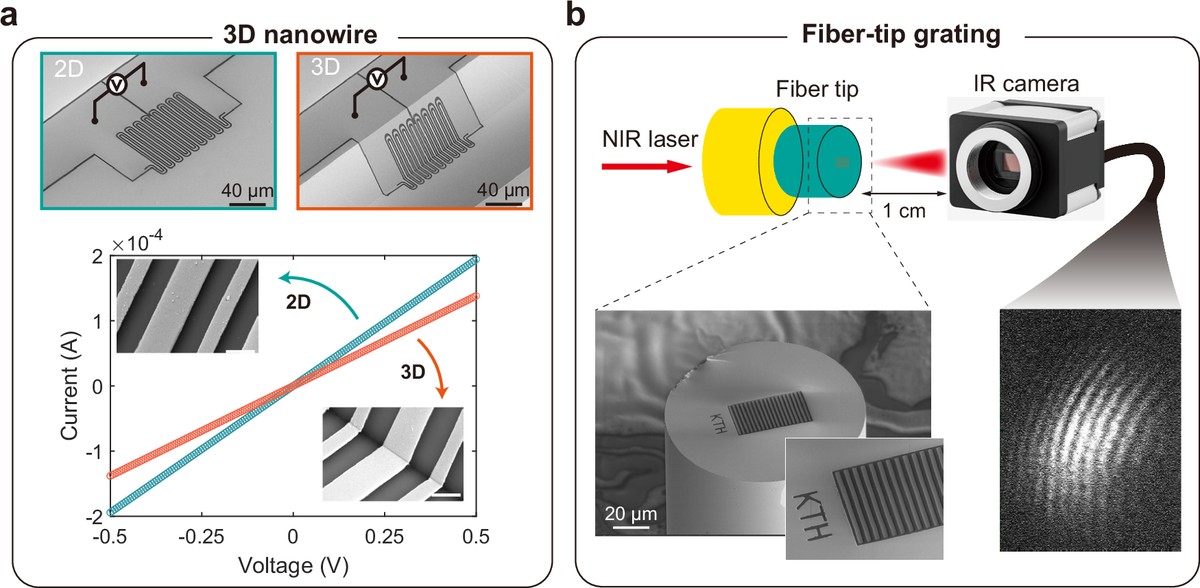 a
3D nanowire
2D
V
40 µm
3D
V
40 µm
×10-4
2
1
0
-1
-2
Current (A)
2D
3D
-0.5
-0.25
0
0.25
0.5
Voltage (V)
b
Fiber-tip grating
Fiber tip
IR camera
NIR laser
1 cm
KTH
20 µm
KTH